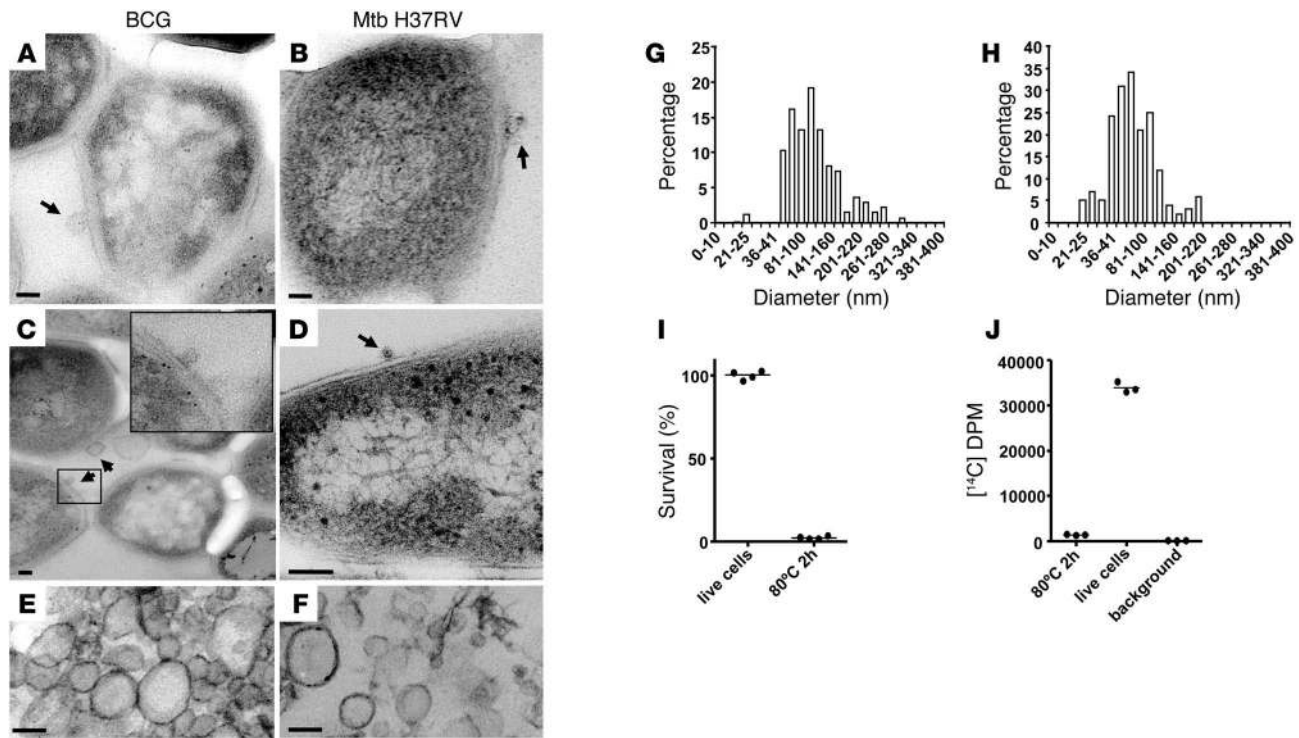 BCG
Mtb H37RV
A
B
C
D
E
F
G
25
20
15
10
5
0
Percentage
0-10
21-25
36-41
81-100
141-160
201-220
261-280
321-340
381-400
Diameter (nm)
H
40
35
30
25
20
15
10
5
0
Percentage
0-10
21-25
36-41
81-100
141-160
201-220
261-280
321-340
381-400
Diameter (nm)
I
100
50
0
Survival (%)
live cells
80ºC 2h
J
40000
30000
20000
10000
0
[¹⁴C] DPM
80ºC 2h
live cells
background